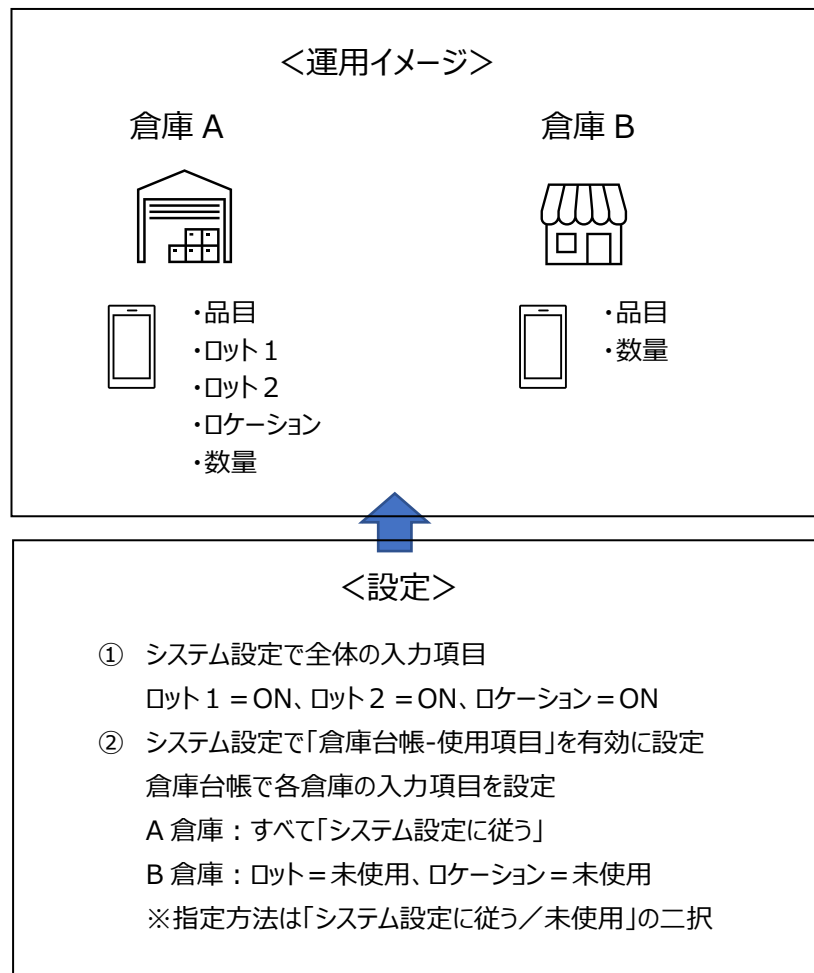 ＜運用イメージ＞
倉庫 A
倉庫 B
・品目
・ロット１
・ロット２
・ロケーション
・数量
・品目
・数量
＜設定＞
① システム設定で全体の入力項目
ロット１＝ON、ロット２＝ON、ロケーション＝ON
② システム設定で「倉庫台帳-使用項目」を有効に設定
倉庫台帳で各倉庫の入力項目を設定
A 倉庫：すべて「システム設定に従う」
B 倉庫：ロット＝未使用、ロケーション＝未使用
※指定方法は「システム設定に従う／未使用」の二択